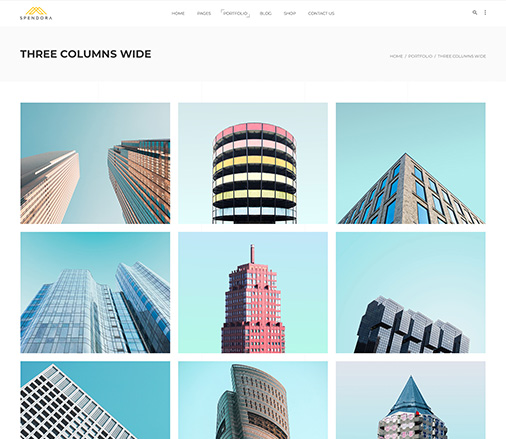 SPENDORA
HOME PAGES PORTFOLIO BLOG SHOP CONTACT US
THREE COLUMNS WIDE
HOME / PORTFOLIO / THREE COLUMNS WIDE